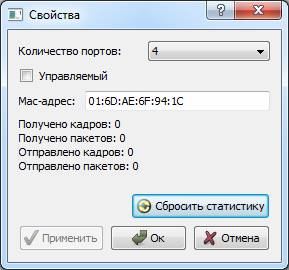 Свойства
Количество портов: 4
Управляемый
Mac-адрес: 01:6D:AE:6F:94:1C
Получено кадров: 0
Получено пакетов: 0
Отправлено кадров: 0
Отправлено пакетов: 0
Сбросить статистику
Применить Ок Отмена